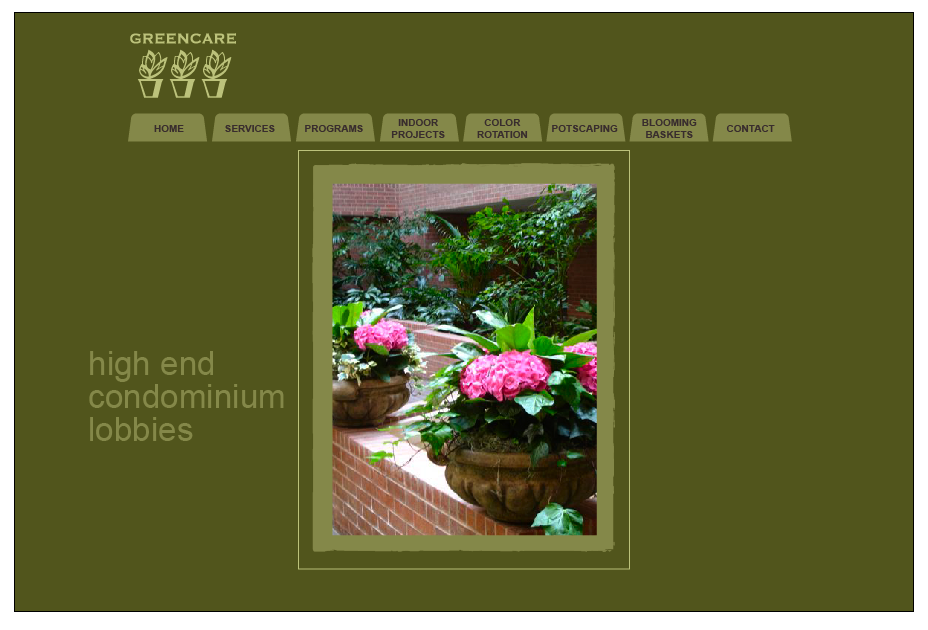 GREENCARE
HOME
SERVICES
PROGRAMS
INDOOR
PROJECTS
COLOR
ROTATION
POTSCAPING
BLOOMING
BASKETS
CONTACT
high end
condominium
lobbies